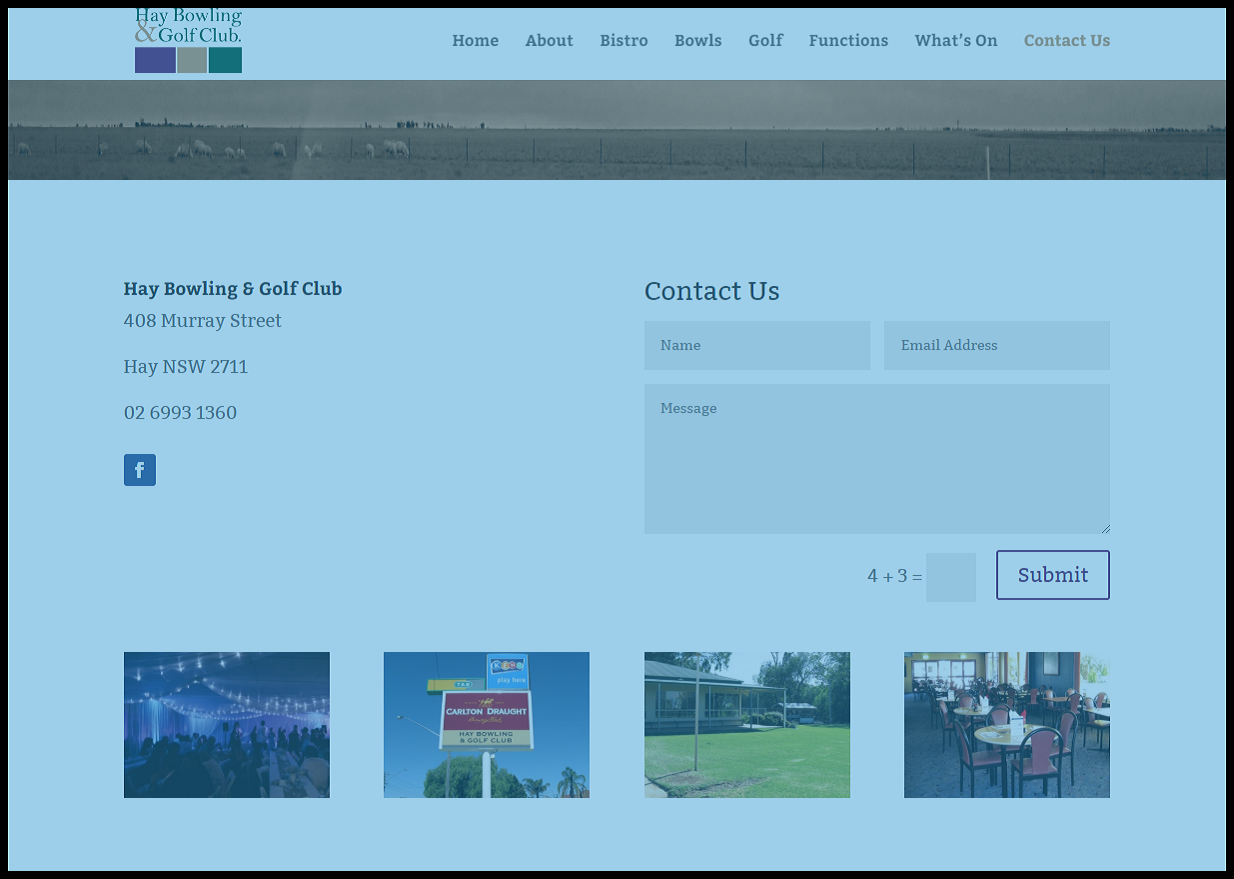 Hay Bowling
& Golf Club.
Home About Bistro Bowls Golf Functions What's On Contact Us
Hay Bowling & Golf Club
408 Murray Street
Hay NSW 2711
02 6993 1360
f
Contact Us
Name Email Address
Message
4 + 3 =
Submit
KENO
play here
TAB
CARLTON DRAUGHT
HAY BOWLING
& GOLF CLUB